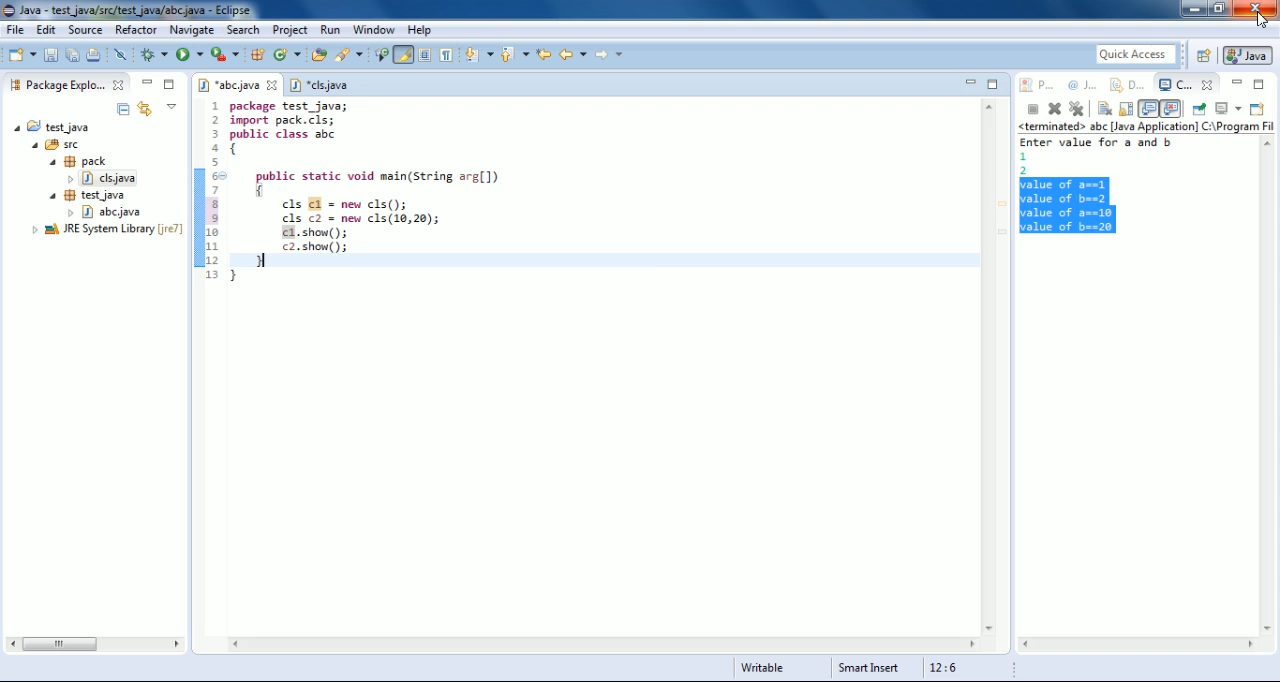 Java - test_java/src/test_java/abc.java - Eclipse
File Edit Source Refactor Navigate Search Project Run Window Help
Quick Access
Java
Package Explo...
*abc.java
*cls.java
P...
@ J...
D...
C...
<terminated> abc [Java Application] C:\Program Fil
test_java
src
pack
cls.java
test_java
abc.java
JRE System Library [jre7]
1 package test_java;
2 import pack.cls;
3 public class abc
4 {
5
6 public static void main(String arg[])
7 {
8 cls c1 = new cls();
9 cls c2 = new cls(10,20);
10 c1.show();
11 c2.show();
12 }
13 }
Enter value for a and b
1
2
value of a==1
value of b==2
value of a==10
value of b==20
Writable
Smart Insert
12 : 6